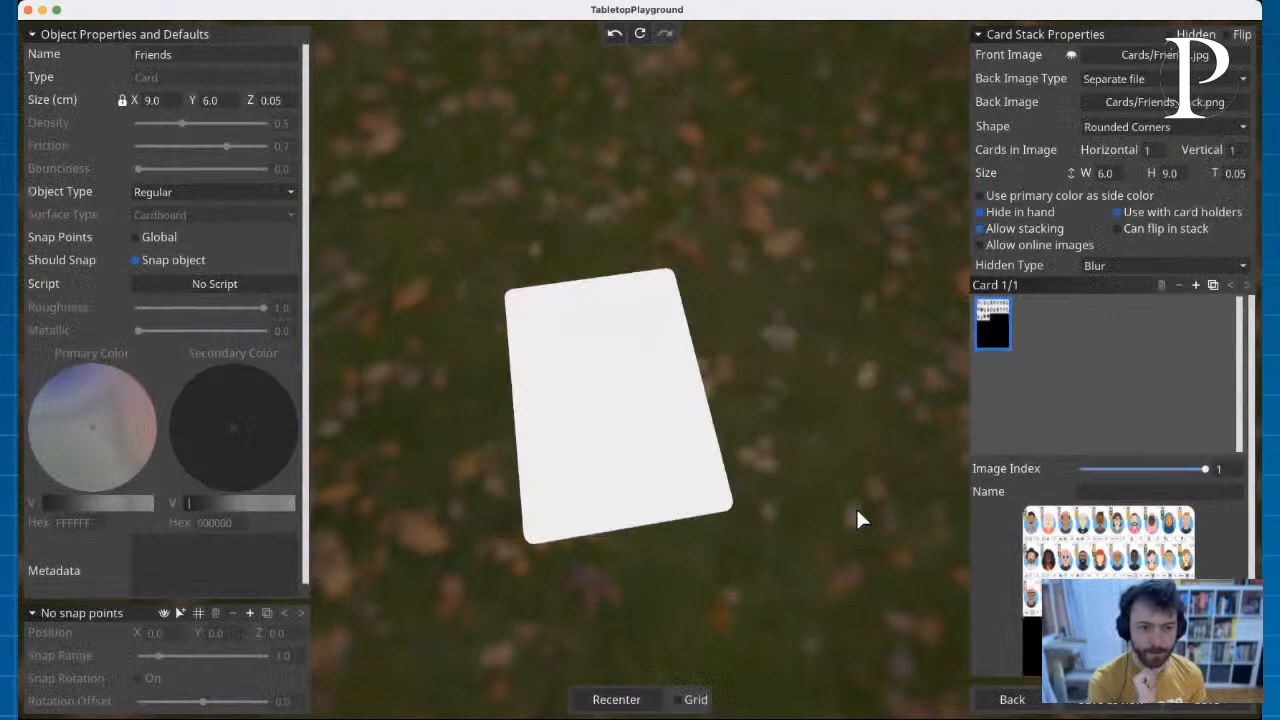 TabletopPlayground
Object Properties and Defaults
Name Friends
Type Card
Size (cm) X 9.0 Y 6.0 Z 0.05
Density 0.5
Friction 0.7
Bounciness 0.0
Object Type Regular
Surface Type Cardboard
Snap Points Global
Should Snap Snap object
Script No Script
Roughness 1.0
Metallic 0.0
Primary Color Secondary Color
V V
Hex FFFFFF Hex 000000
Metadata
No snap points
Position X 0.0 Y 0.0 Z 0.0
Snap Range 3.0
Snap Rotation On
Rotation Offset 0.0
Recenter Grid
Card Stack Properties Hidden Flip
Front Image
Back Image Type Separate file
Back Image
P
Shape Rounded Corners
Cards in Image Horizontal 1 Vertical 1
Size W 6.0 H 9.0 T 0.05
Use primary color as side color
Hide in hand Use with card holders
Allow stacking Can flip in stack
Allow online images
Hidden Type Blur
Card 1/1
Image Index 1
Name
Back